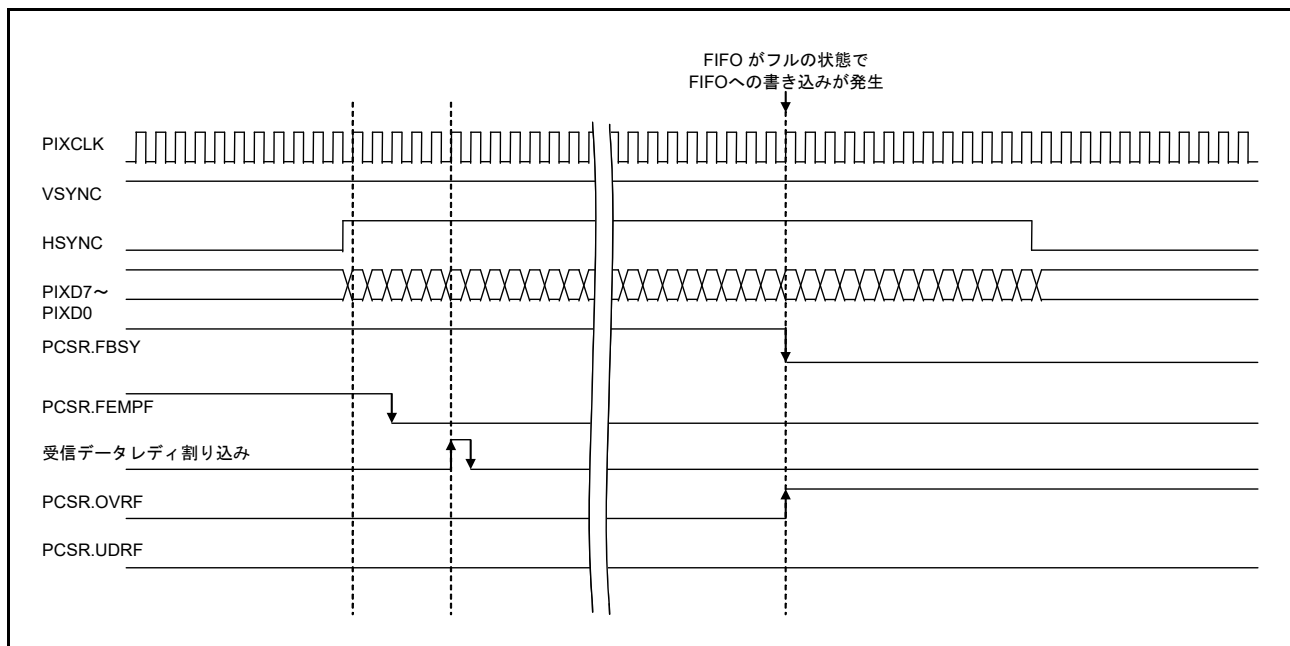 FIFO がフルの状態で
FIFOへの書き込みが発生
PIXCLK
VSYNC
HSYNC
PIXD7～
PIXD0
PCSR.FBSY
PCSR.FEMPF
受信データレディ割り込み
PCSR.OVRF
PCSR.UDRF